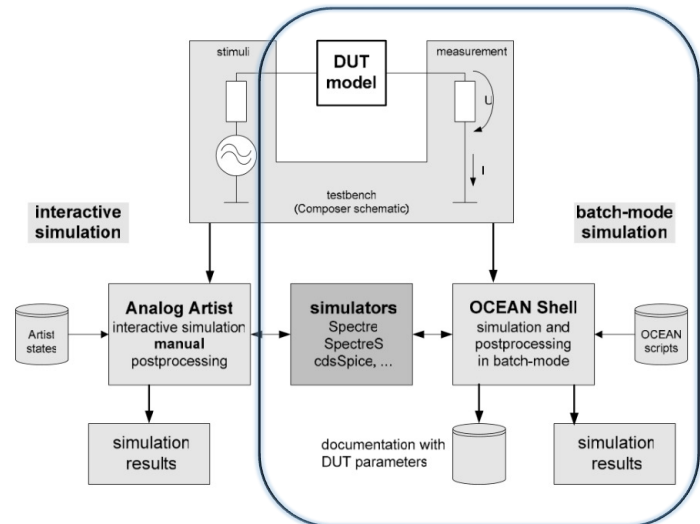 stimuli
DUT
model
measurement
U
I
testbench
(Composer schematic)
interactive
simulation
batch-mode
simulation
Artist
states
Analog Artist
interactive simulation
manual
postprocessing
simulators
Spectre
SpectreS
cdsSpice, ...
OCEAN Shell
simulation and
postprocessing
in batch-mode
OCEAN
scripts
simulation
results
documentation with
DUT parameters
simulation
results